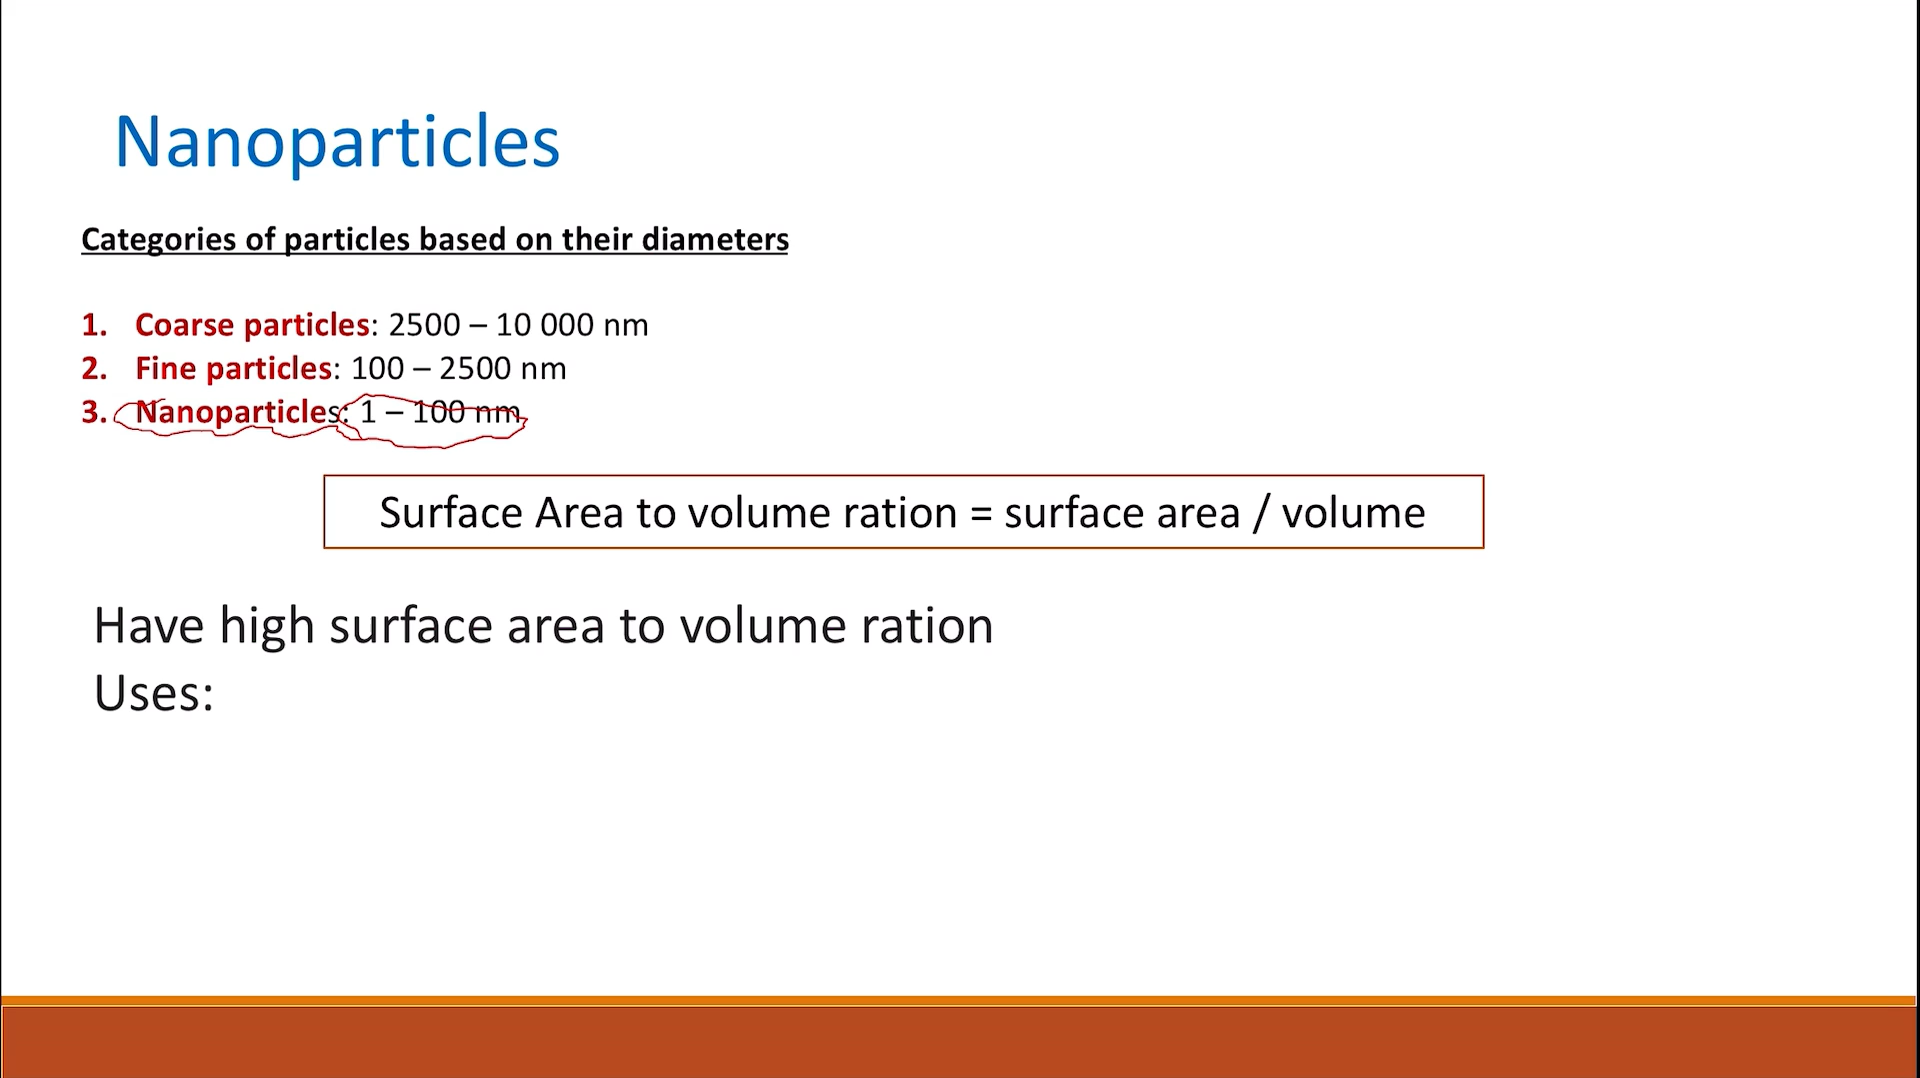 Nanoparticles
Categories of particles based on their diameters
1. Coarse particles: 2500 – 10 000 nm
2. Fine particles: 100 – 2500 nm
3. Nanoparticles: 1 – 100 nm
Surface Area to volume ration = surface area / volume
Have high surface area to volume ration
Uses: